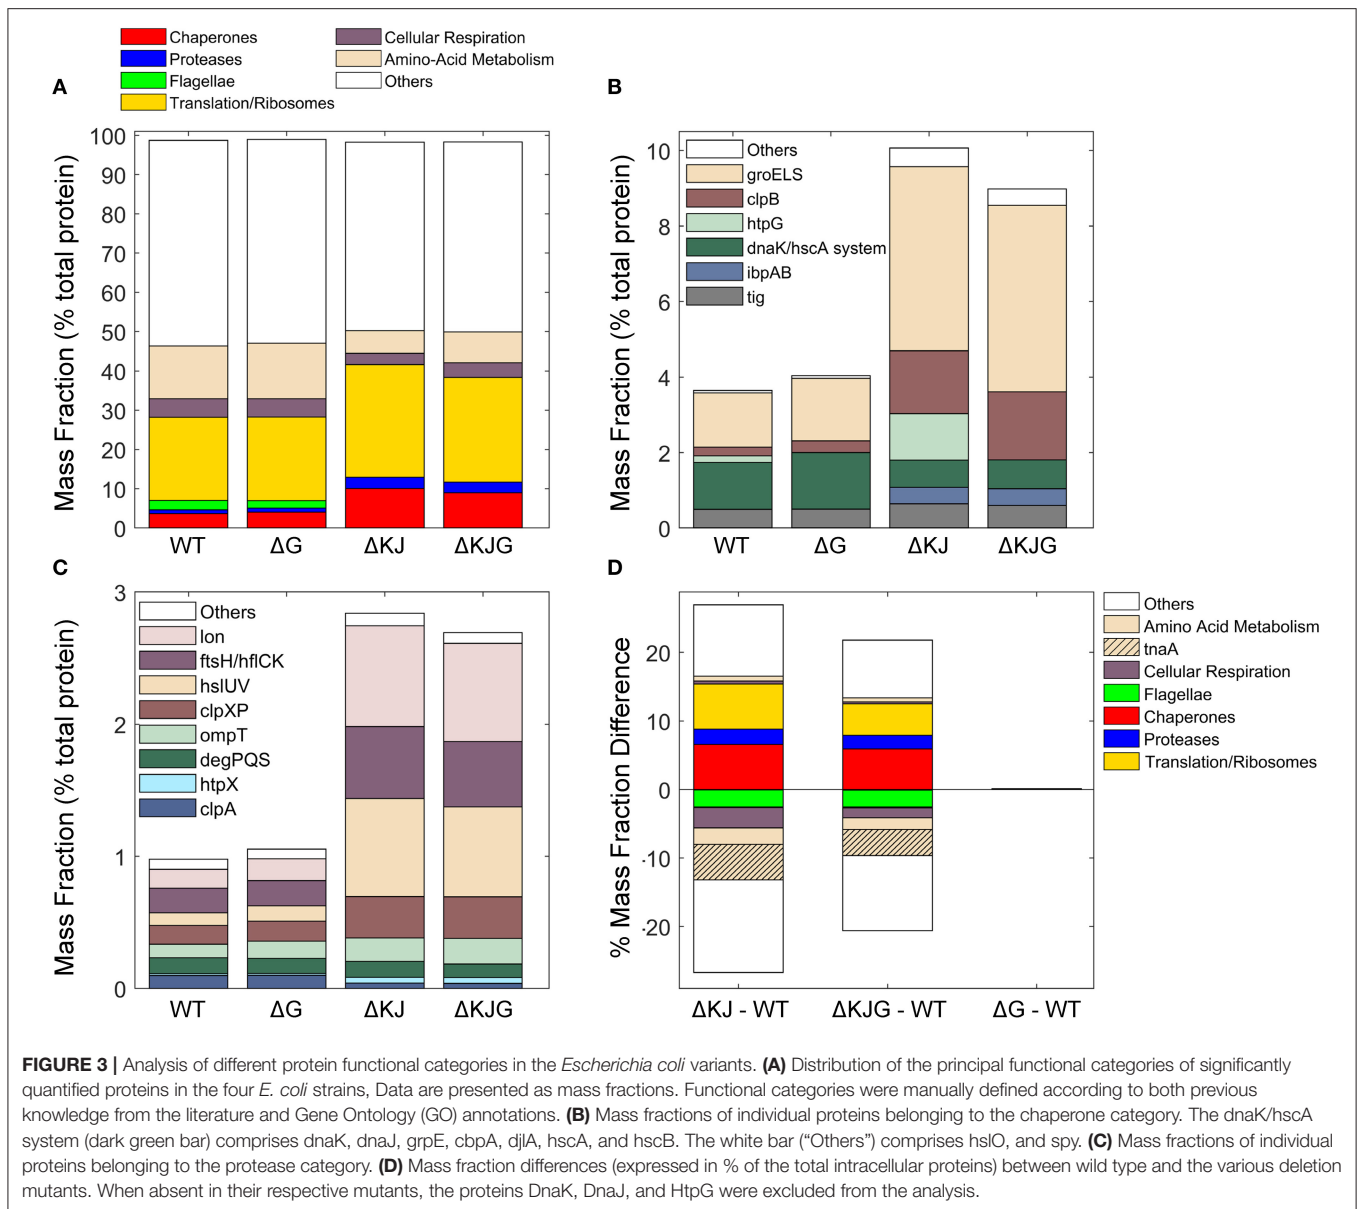 Chaperones
Proteases
Flagellae
Translation/Ribosomes
Cellular Respiration
Amino-Acid Metabolism
Others
A
Mass Fraction (% total protein)
100
90
80
70
60
50
40
30
20
10
0
WT ΔG ΔKJ ΔKJG
B
Mass Fraction (% total protein)
10
8
6
4
2
0
Others
groELS
clpB
htpG
dnaK/hscA system
ibpAB
tig
WT ΔG ΔKJ ΔKJG
C
Mass Fraction (% total protein)
3
2
1
0
Others
lon
ftsH/hflCK
hslUV
clpXP
ompT
degPQS
htpX
clpA
WT ΔG ΔKJ ΔKJG
D
% Mass Fraction Difference
20
10
0
-10
-20
ΔKJ - WT ΔKJG - WT ΔG - WT
Others
Amino Acid Metabolism
tnaA
Cellular Respiration
Flagellae
Chaperones
Proteases
Translation/Ribosomes
FIGURE 3 | Analysis of different protein functional categories in the Escherichia coli variants. (A) Distribution of the principal functional categories of significantly
quantified proteins in the four E. coli strains, Data are presented as mass fractions. Functional categories were manually defined according to both previous
knowledge from the literature and Gene Ontology (GO) annotations. (B) Mass fractions of individual proteins belonging to the chaperone category. The dnaK/hscA
system (dark green bar) comprises dnaK, dnaJ, grpE, cbpA, djlA, hscA, and hscB. The white bar (“Others”) comprises hslO, and spy. (C) Mass fractions of individual
proteins belonging to the protease category. (D) Mass fraction differences (expressed in % of the total intracellular proteins) between wild type and the various deletion
mutants. When absent in their respective mutants, the proteins DnaK, DnaJ, and HtpG were excluded from the analysis.